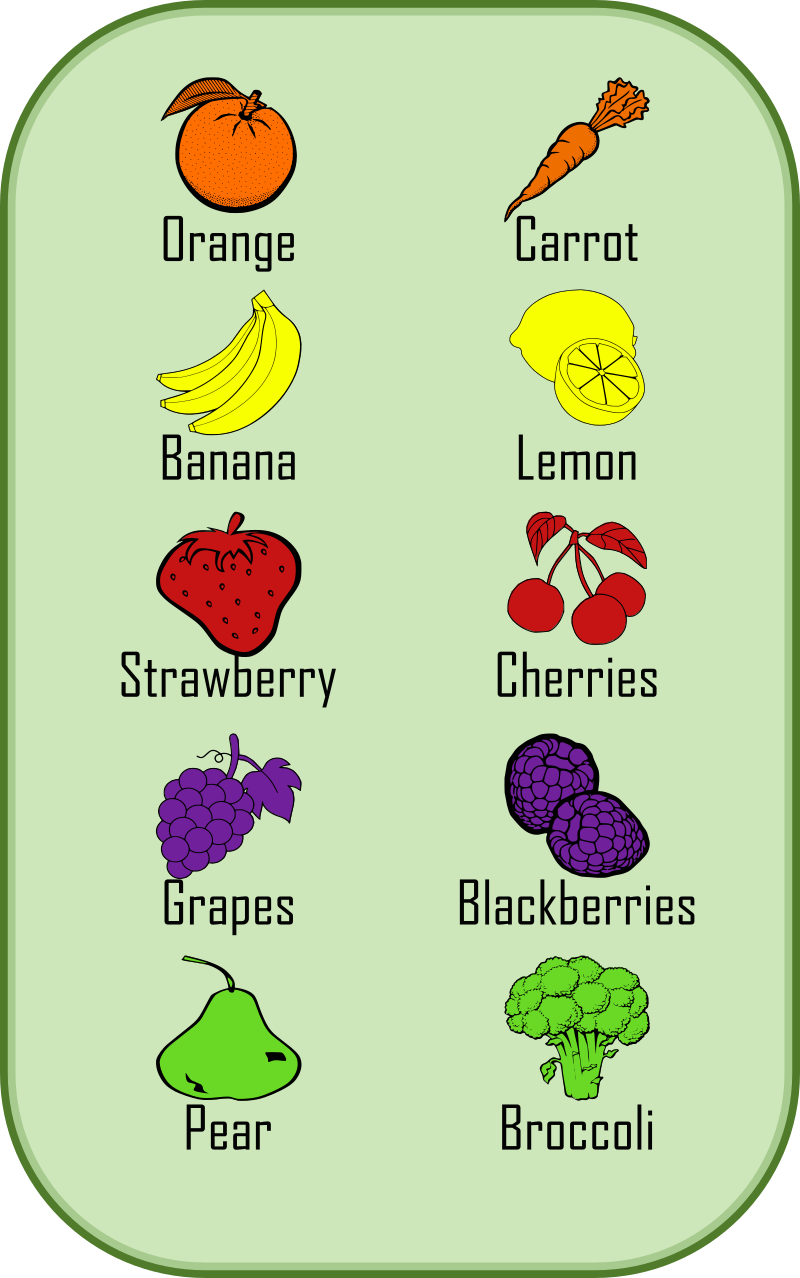 Orange
Carrot
Banana
Lemon
Strawberry
Cherries
Grapes
Blackberries
Pear
Broccoli